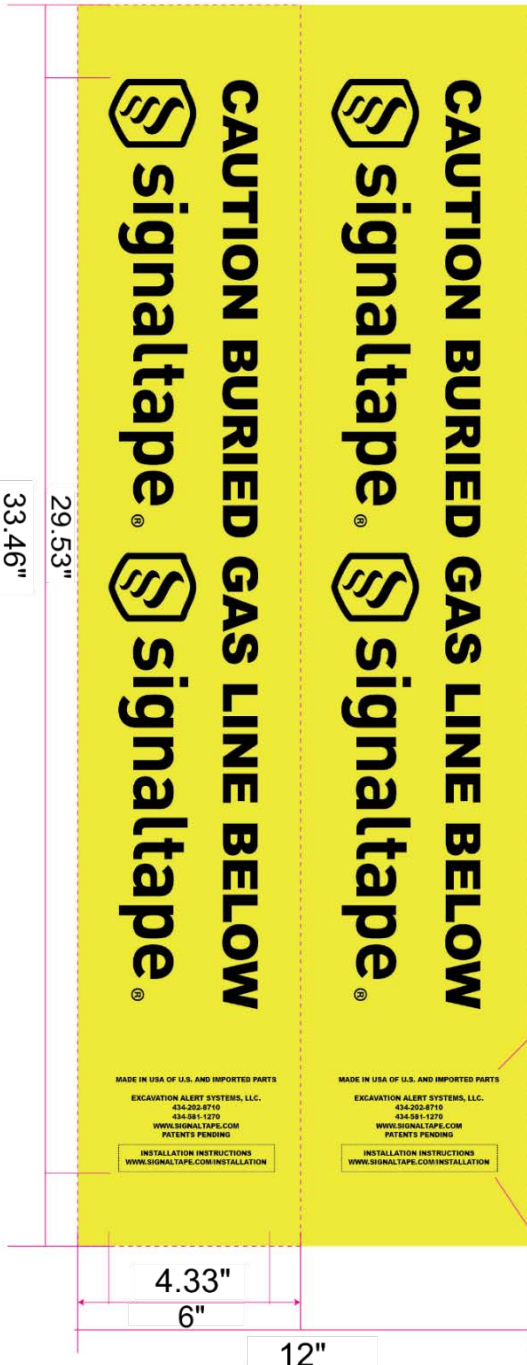 CAUTION BURIED GAS LINE BELOW
signaltape® signaltape®
MADE IN USA OF U.S. AND IMPORTED PARTS
EXCAVATION ALERT SYSTEMS, LLC.
434-202-8710
434-581-1270
WWW.SIGNALTAPE.COM
PATENTS PENDING
INSTALLATION INSTRUCTIONS
WWW.SIGNALTAPE.COM/INSTALLATION
CAUTION BURIED GAS LINE BELOW
signaltape® signaltape®
MADE IN USA OF U.S. AND IMPORTED PARTS
EXCAVATION ALERT SYSTEMS, LLC.
434-202-8710
434-581-1270
WWW.SIGNALTAPE.COM
PATENTS PENDING
INSTALLATION INSTRUCTIONS
WWW.SIGNALTAPE.COM/INSTALLATION
29.53"
33.46"
4.33"
6"
12"